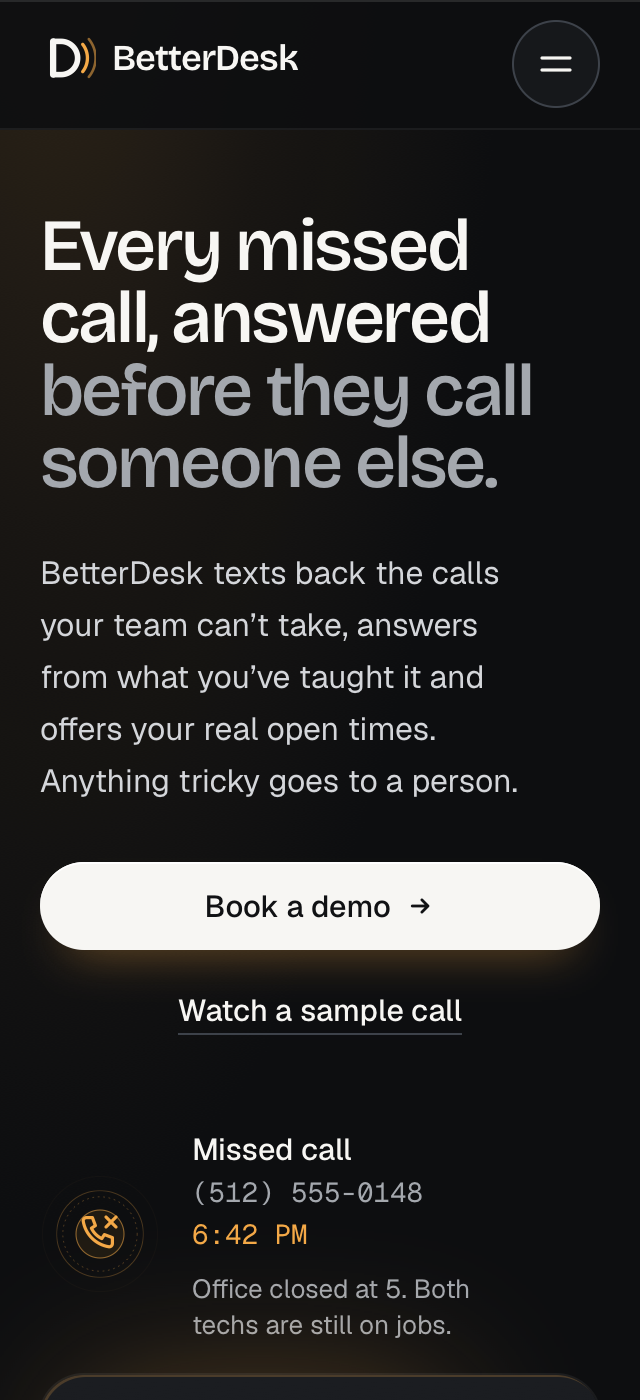 BetterDesk
Every missed
call, answered
before they call
someone else.
BetterDesk texts back the calls
your team can’t take, answers
from what you’ve taught it and
offers your real open times.
Anything tricky goes to a person.
Book a demo →
Watch a sample call
Missed call
(512) 555-0148
6:42 PM
Office closed at 5. Both
techs are still on jobs.